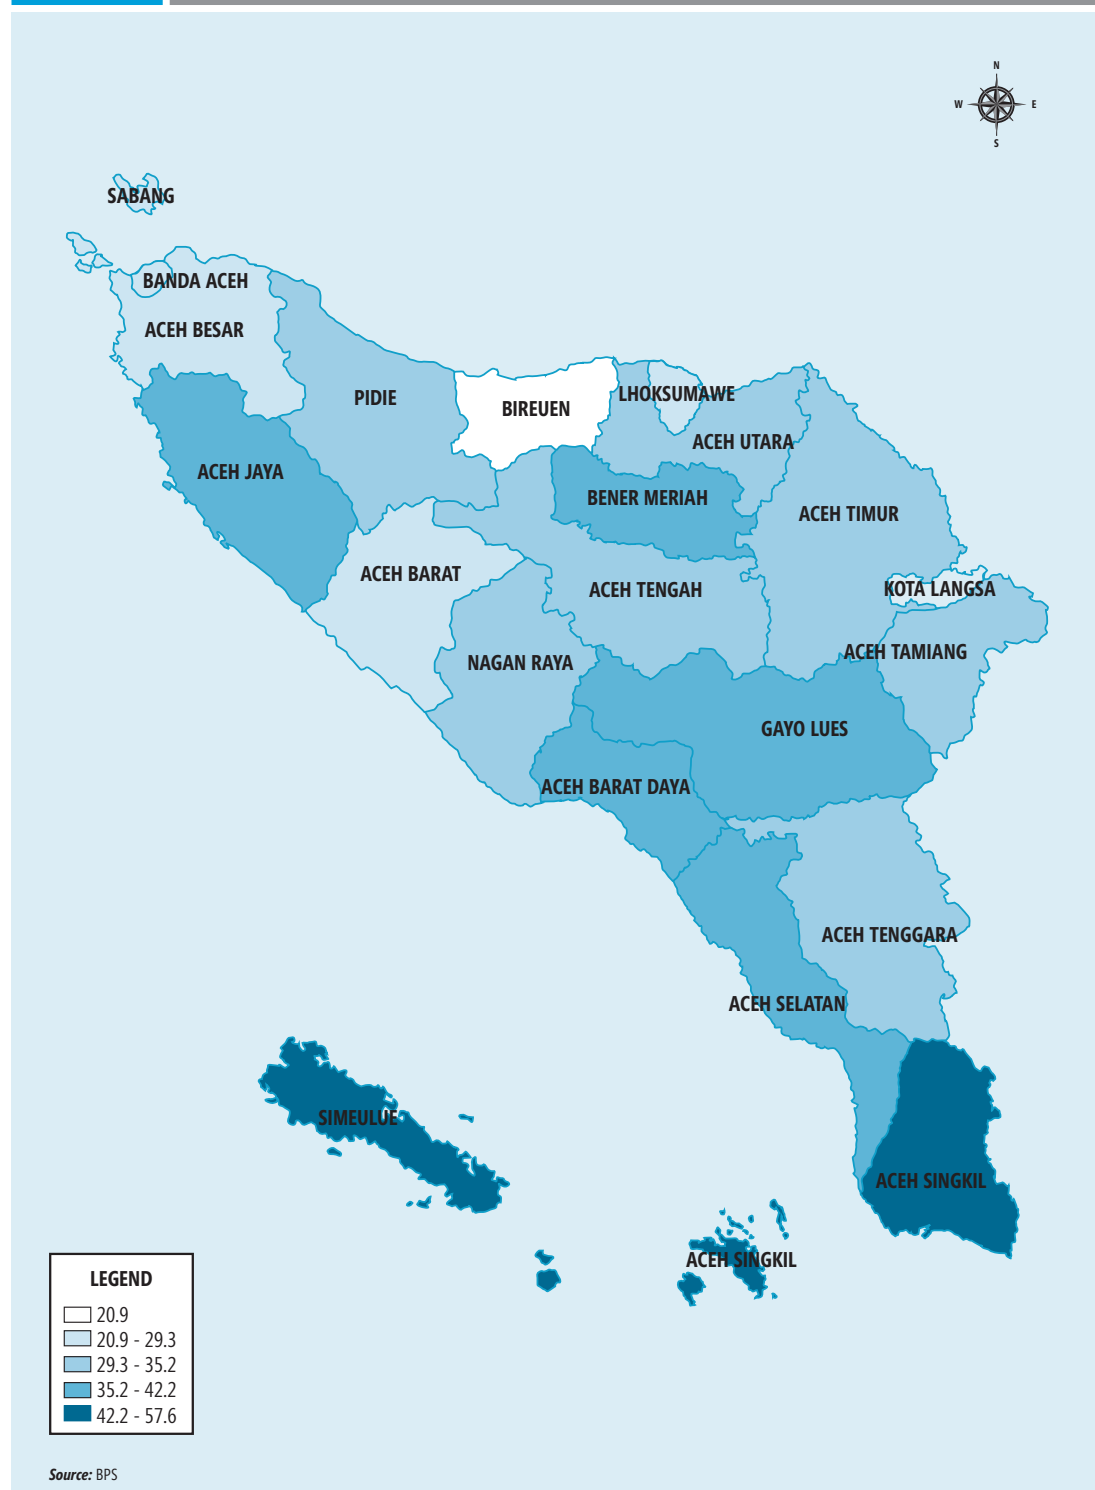 N
W E
S
SABANG
BANDA ACEH
ACEH BESAR
PIDIE
BIREUEN
LHOKSUMAWE
ACEH UTARA
ACEH JAYA
BENER MERIAH
ACEH TIMUR
ACEH BARAT
ACEH TENGAH
KOTA LANGSA
NAGAN RAYA
ACEH TAMIANG
GAYO LUES
ACEH BARAT DAYA
ACEH TENGGARA
ACEH SELATAN
SIMEULUE
ACEH SINGKIL
ACEH SINGKIL
LEGEND
20.9
20.9 - 29.3
29.3 - 35.2
35.2 - 42.2
42.2 - 57.6
Source: BPS